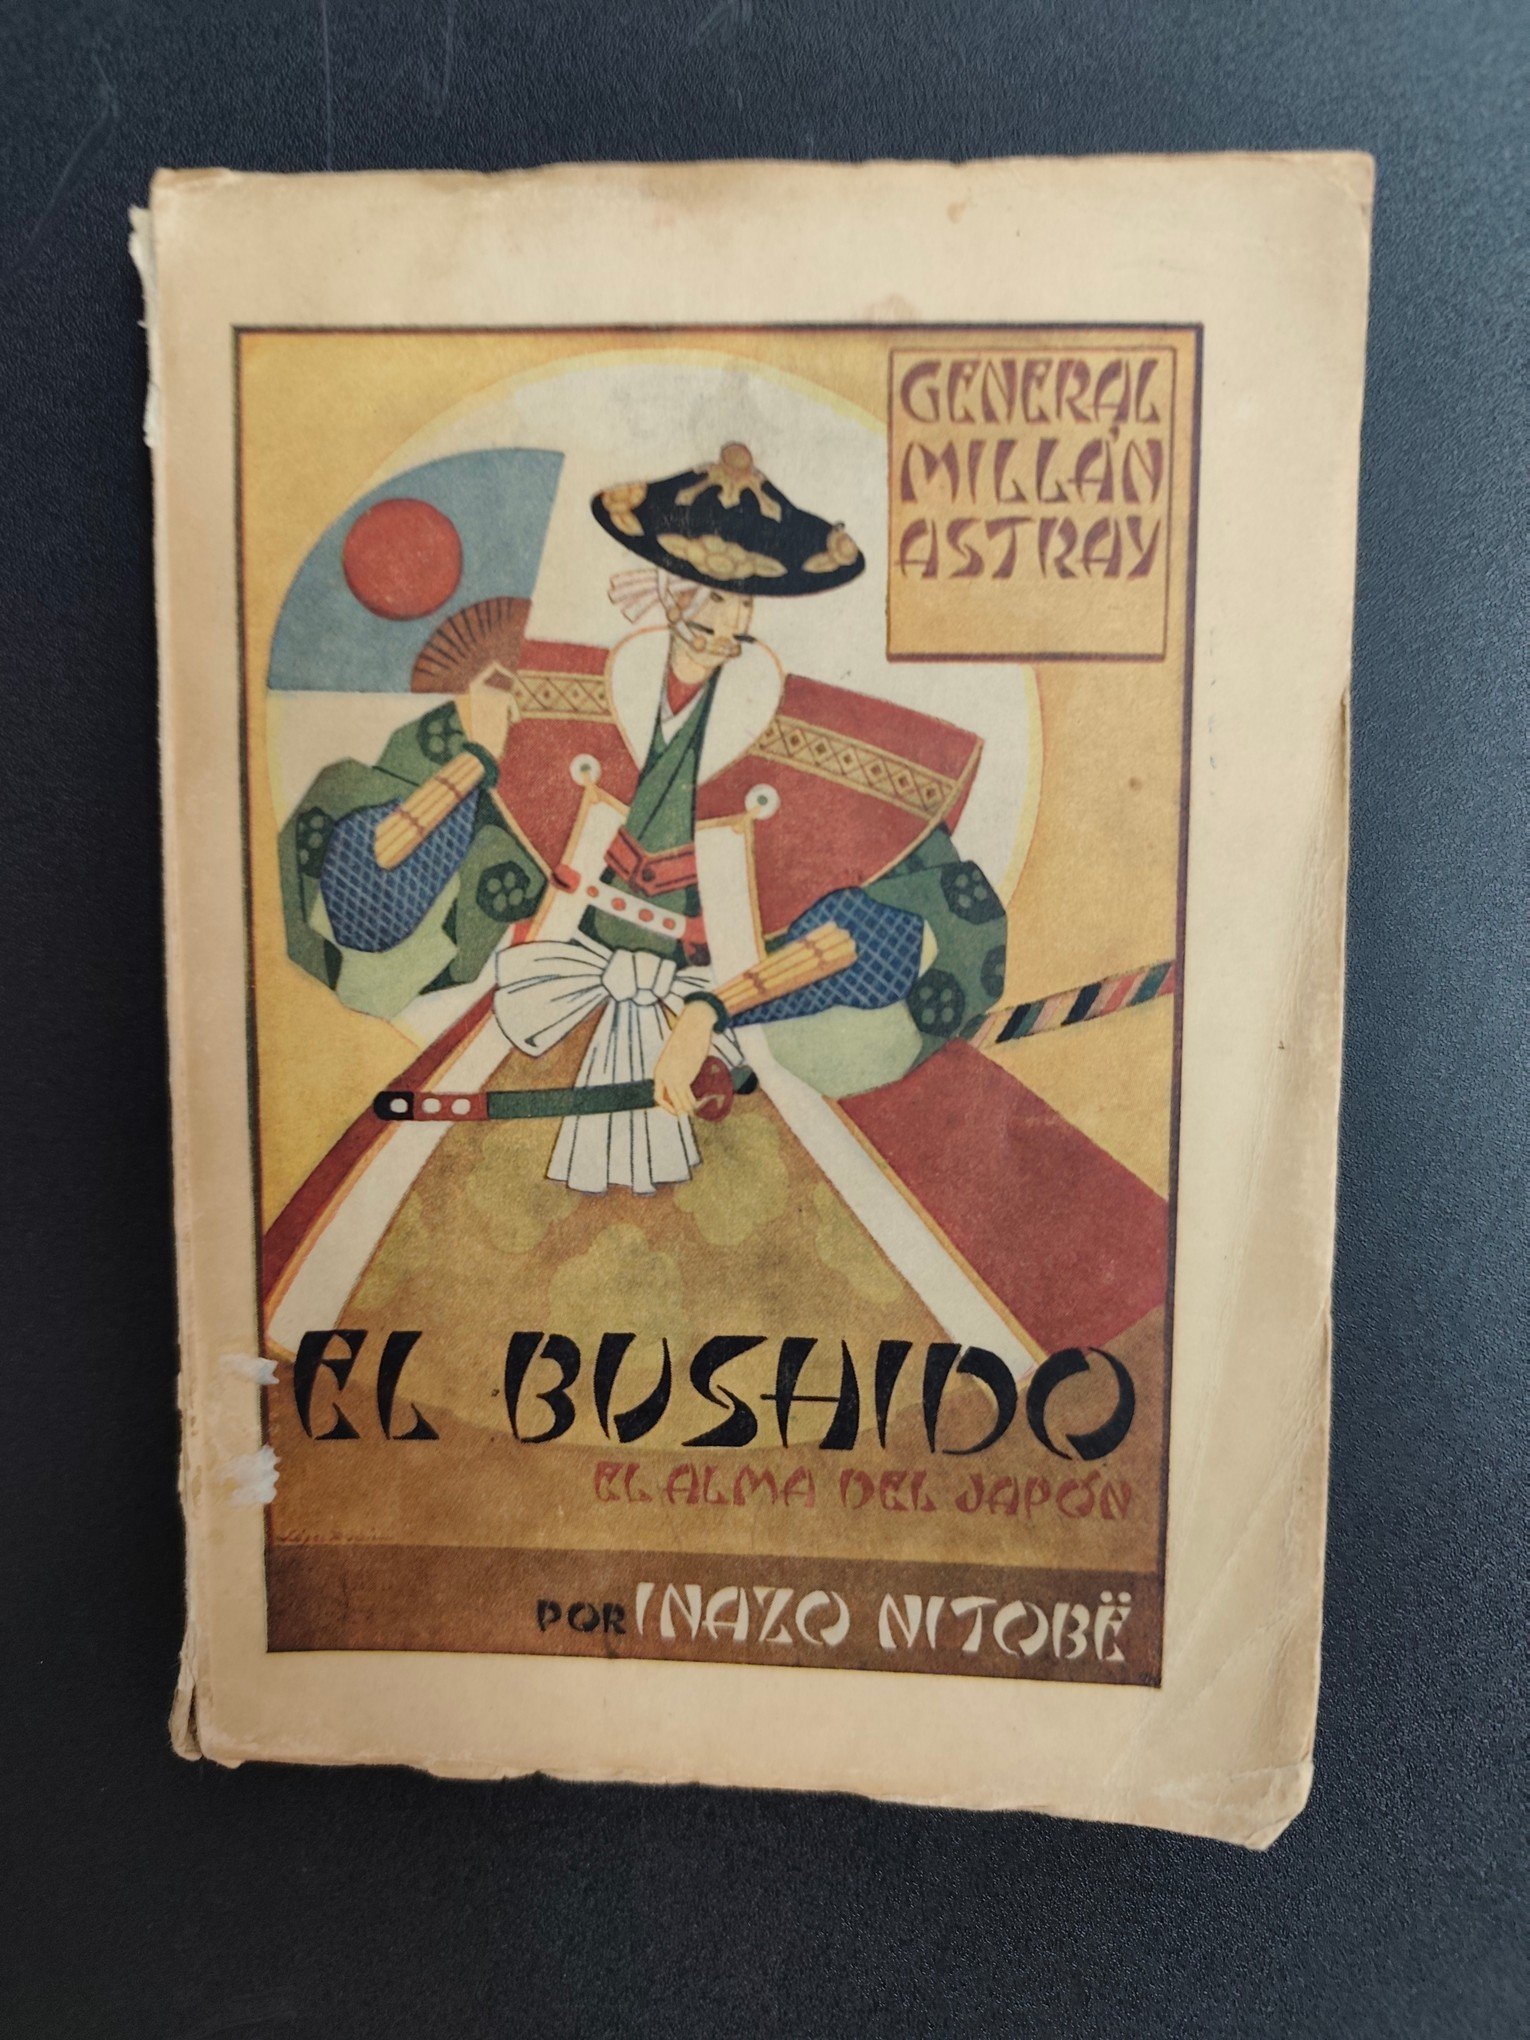 GENERAL
MILLÁN
ASTRAY
EL BUSHIDO
EL ALMA DEL JAPÓN
POR INAZO NITOBË